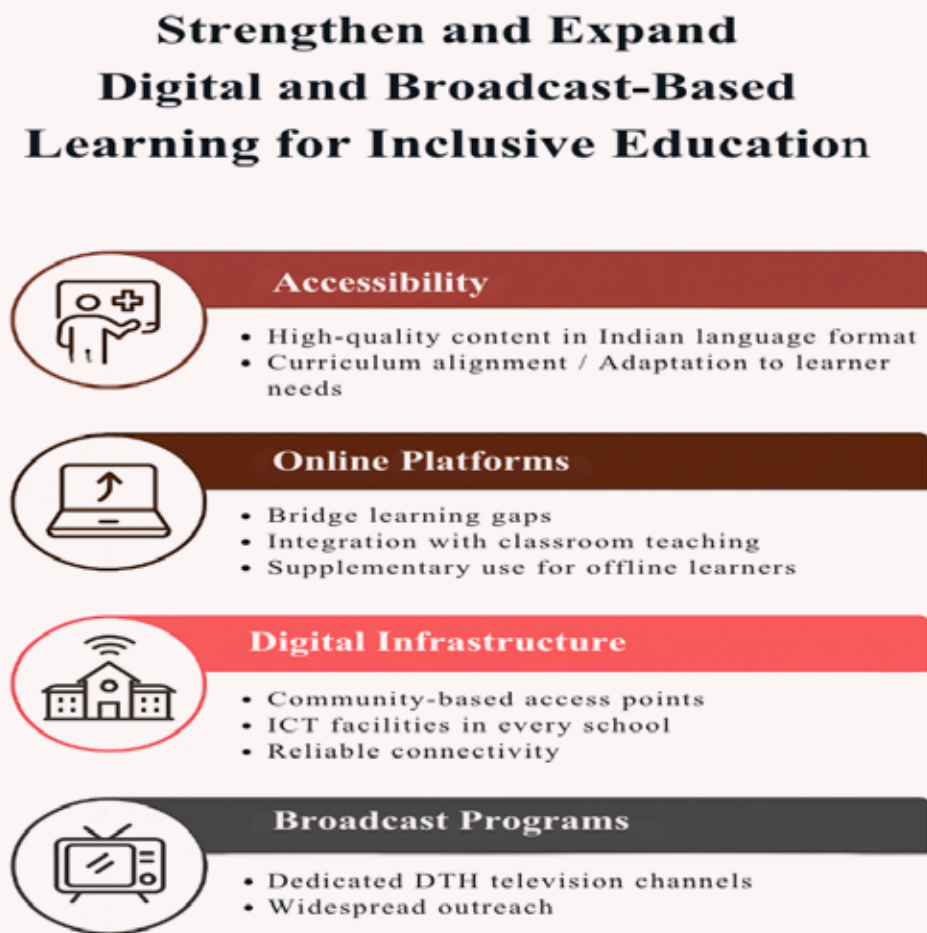 Strengthen and Expand
Digital and Broadcast-Based
Learning for Inclusive Education
Accessibility
• High-quality content in Indian language format
• Curriculum alignment / Adaptation to learner
needs
Online Platforms
• Bridge learning gaps
• Integration with classroom teaching
• Supplementary use for offline learners
Digital Infrastructure
• Community-based access points
• ICT facilities in every school
• Reliable connectivity
Broadcast Programs
• Dedicated DTH television channels
• Widespread outreach